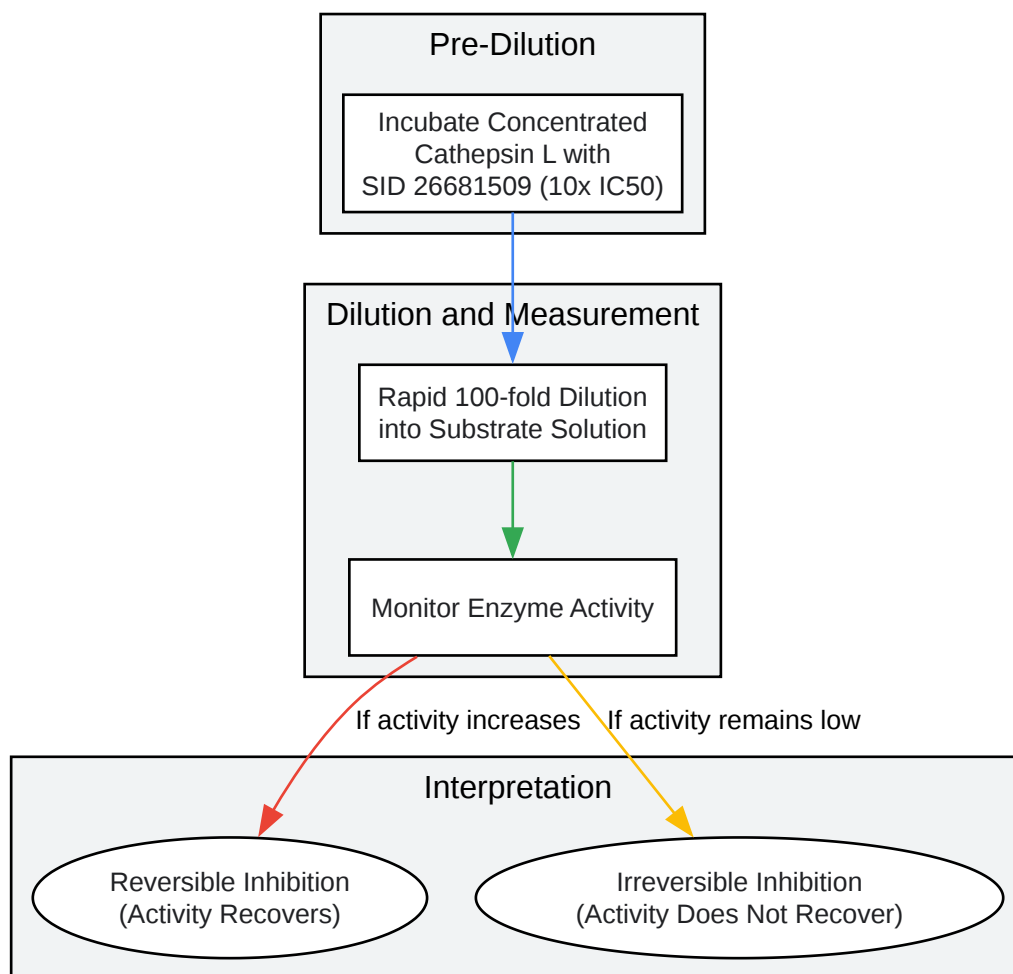 Pre-Dilution
Incubate Concentrated
Cathepsin L with
SID 26681509 (10x IC50)
Dilution and Measurement
Rapid 100-fold Dilution
into Substrate Solution
Monitor Enzyme Activity
If activity increases
If activity remains low
Interpretation
Reversible Inhibition
(Activity Recovers)
Irreversible Inhibition
(Activity Does Not Recover)